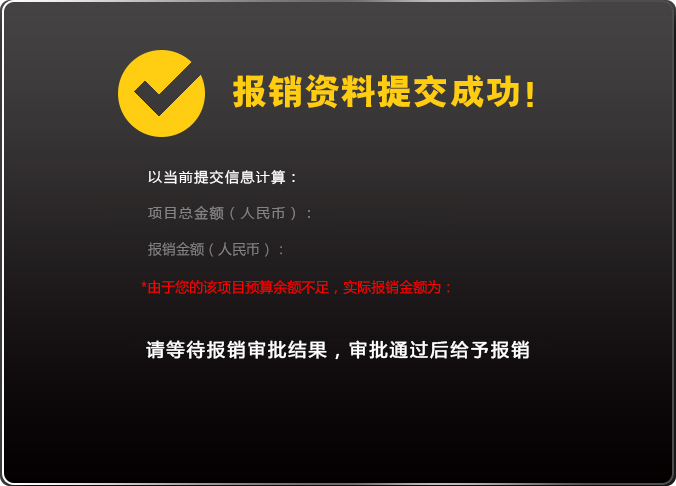 报销资料提交成功!
以当前提交信息计算：
项目总金额（人民币）：
报销金额（人民币）：
*由于您的该项目预算余额不足，实际报销金额为：
请等待报销审批结果，审批通过后给予报销